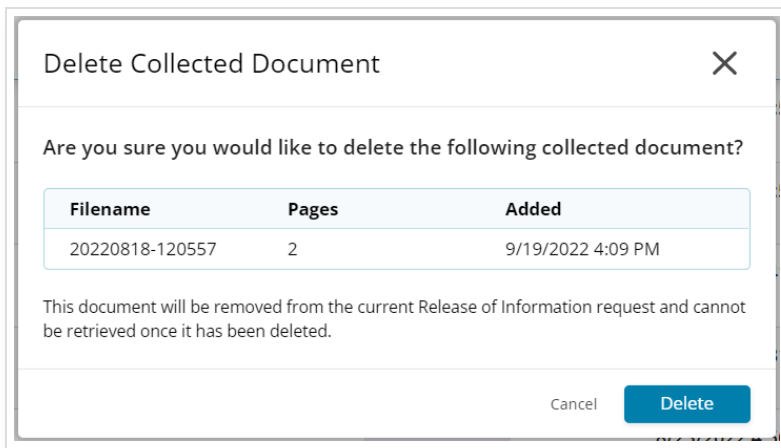 Delete Collected Document
Are you sure you would like to delete the following collected document?
Filename Pages Added
20220818-120557 2 9/19/2022 4:09 PM
This document will be removed from the current Release of Information request and cannot
be retrieved once it has been deleted.
Cancel Delete